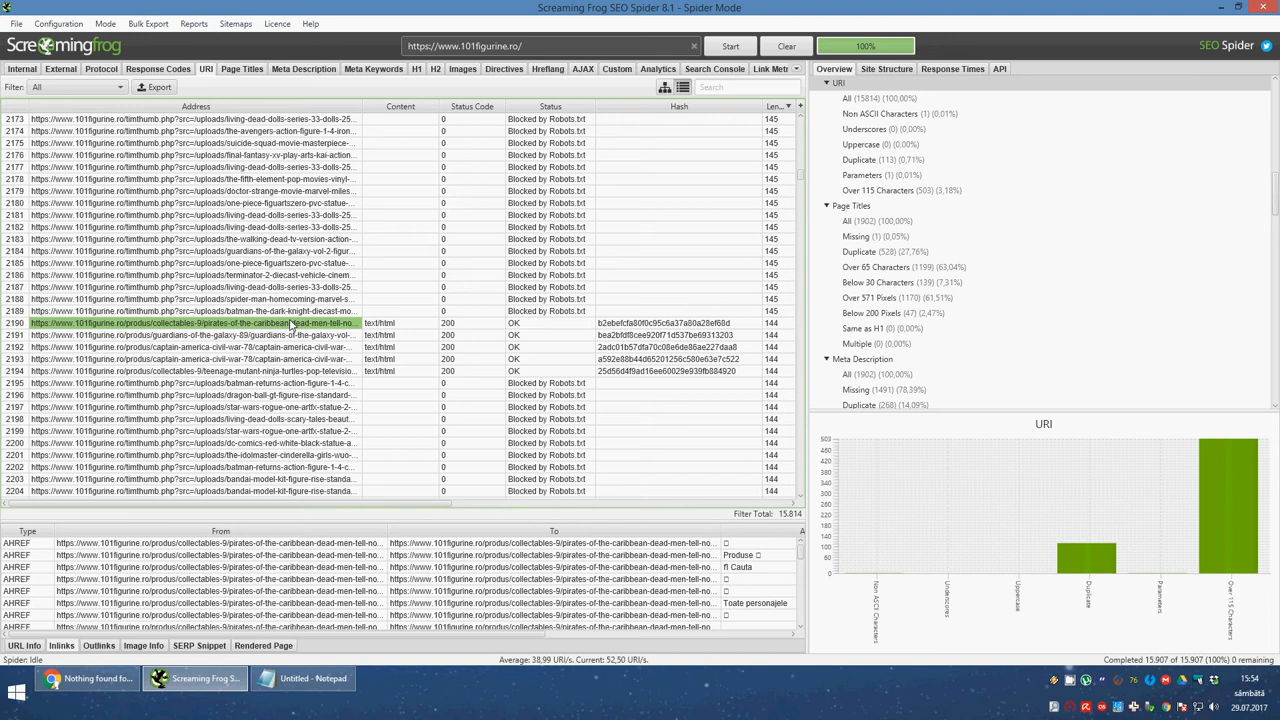 Screaming Frog SEO Spider 8.1 - Spider Mode
File Configuration Mode Bulk Export Reports Sitemaps Licence Help
Screamingfrog https://www.101figurine.ro/ Start Clear 100% SEO Spider
Internal External Protocol Response Codes URI Page Titles Meta Description Meta Keywords H1 H2 Images Directives Hreflang AJAX Custom Analytics Search Console Link Metr
Filter: All Export Search
Address Content Status Code Status Hash Len...
2173 https://www.101figurine.ro/timthumb.php?src=/uploads/living-dead-dolls-series-33-dolls-25... 0 Blocked by Robots.txt 145
2174 https://www.101figurine.ro/timthumb.php?src=/uploads/the-avengers-action-figure-1-4-iron... 0 Blocked by Robots.txt 145
2175 https://www.101figurine.ro/timthumb.php?src=/uploads/suicide-squad-movie-masterpiece-... 0 Blocked by Robots.txt 145
2176 https://www.101figurine.ro/timthumb.php?src=/uploads/final-fantasy-xv-play-arts-kai-action... 0 Blocked by Robots.txt 145
2177 https://www.101figurine.ro/timthumb.php?src=/uploads/living-dead-dolls-series-33-dolls-25... 0 Blocked by Robots.txt 145
2178 https://www.101figurine.ro/timthumb.php?src=/uploads/the-fifth-element-pop-movies-vinyl-... 0 Blocked by Robots.txt 145
2179 https://www.101figurine.ro/timthumb.php?src=/uploads/doctor-strange-movie-marvel-miles... 0 Blocked by Robots.txt 145
2180 https://www.101figurine.ro/timthumb.php?src=/uploads/one-piece-figuartszero-pvc-statue-... 0 Blocked by Robots.txt 145
2181 https://www.101figurine.ro/timthumb.php?src=/uploads/living-dead-dolls-series-33-dolls-25... 0 Blocked by Robots.txt 145
2182 https://www.101figurine.ro/timthumb.php?src=/uploads/living-dead-dolls-series-33-dolls-25... 0 Blocked by Robots.txt 145
2183 https://www.101figurine.ro/timthumb.php?src=/uploads/the-walking-dead-tv-version-action-... 0 Blocked by Robots.txt 145
2184 https://www.101figurine.ro/timthumb.php?src=/uploads/guardians-of-the-galaxy-vol-2-figur... 0 Blocked by Robots.txt 145
2185 https://www.101figurine.ro/timthumb.php?src=/uploads/one-piece-figuartszero-pvc-statue-... 0 Blocked by Robots.txt 145
2186 https://www.101figurine.ro/timthumb.php?src=/uploads/terminator-2-diecast-vehicle-cinem... 0 Blocked by Robots.txt 145
2187 https://www.101figurine.ro/timthumb.php?src=/uploads/living-dead-dolls-series-33-dolls-25... 0 Blocked by Robots.txt 145
2188 https://www.101figurine.ro/timthumb.php?src=/uploads/spider-man-homecoming-marvel-s... 0 Blocked by Robots.txt 145
2189 https://www.101figurine.ro/timthumb.php?src=/uploads/batman-the-dark-knight-diecast-mo... 0 Blocked by Robots.txt 145
2190 https://www.101figurine.ro/produs/collectables-9/pirates-of-the-caribbean-dead-men-tell-no... text/html 200 OK b2ebefcfa80f0c95c6a37a80a28ef68d 144
2191 https://www.101figurine.ro/produs/guardians-of-the-galaxy-89/guardians-of-the-galaxy-vol-... text/html 200 OK bea2bfdf8cee920f71d537be69313203 144
2192 https://www.101figurine.ro/produs/captain-america-civil-war-78/captain-america-civil-war-... text/html 200 OK 2adc01b57dfa70c08e6de86ae227daa8 144
2193 https://www.101figurine.ro/produs/captain-america-civil-war-78/captain-america-civil-war-... text/html 200 OK a592e88b44d65201256c580e63e7c522 144
2194 https://www.101figurine.ro/produs/collectables-9/teenage-mutant-ninja-turtles-pop-televisio... text/html 200 OK 25d56d4f9ad16ee60029e939fb884920 144
2195 https://www.101figurine.ro/timthumb.php?src=/uploads/batman-returns-action-figure-1-4-r... 0 Blocked by Robots.txt 144
2196 https://www.101figurine.ro/timthumb.php?src=/uploads/dragon-ball-gt-figure-rise-standard-... 0 Blocked by Robots.txt 144
2197 https://www.101figurine.ro/timthumb.php?src=/uploads/star-wars-rogue-one-artfx-statue-2-... 0 Blocked by Robots.txt 144
2198 https://www.101figurine.ro/timthumb.php?src=/uploads/living-dead-dolls-scary-tales-beaut... 0 Blocked by Robots.txt 144
2199 https://www.101figurine.ro/timthumb.php?src=/uploads/star-wars-rogue-one-artfx-statue-2-... 0 Blocked by Robots.txt 144
2200 https://www.101figurine.ro/timthumb.php?src=/uploads/dc-comics-red-white-black-statue-a... 0 Blocked by Robots.txt 144
2201 https://www.101figurine.ro/timthumb.php?src=/uploads/the-idolmaster-cinderella-girls-wuo-... 0 Blocked by Robots.txt 144
2202 https://www.101figurine.ro/timthumb.php?src=/uploads/batman-returns-action-figure-1-4-r... 0 Blocked by Robots.txt 144
2203 https://www.101figurine.ro/timthumb.php?src=/uploads/bandai-model-kit-figure-rise-standa... 0 Blocked by Robots.txt 144
2204 https://www.101figurine.ro/timthumb.php?src=/uploads/bandai-model-kit-figure-rise-standa... 0 Blocked by Robots.txt 144
Filter Total: 15.814
Type From To A
AHREF https://www.101figurine.ro/produs/collectables-9/pirates-of-the-caribbean-dead-men-tell-no... https://www.101figurine.ro/produs/collectables-9/pirates-of-the-caribbean-dead-men-tell-no...
AHREF https://www.101figurine.ro/produs/collectables-9/pirates-of-the-caribbean-dead-men-tell-no... https://www.101figurine.ro/produs/collectables-9/pirates-of-the-caribbean-dead-men-tell-no... Produse
AHREF https://www.101figurine.ro/produs/collectables-9/pirates-of-the-caribbean-dead-men-tell-no... https://www.101figurine.ro/produs/collectables-9/pirates-of-the-caribbean-dead-men-tell-no... fl Cauta
AHREF https://www.101figurine.ro/produs/collectables-9/pirates-of-the-caribbean-dead-men-tell-no... https://www.101figurine.ro/produs/collectables-9/pirates-of-the-caribbean-dead-men-tell-no...
AHREF https://www.101figurine.ro/produs/collectables-9/pirates-of-the-caribbean-dead-men-tell-no... https://www.101figurine.ro/produs/collectables-9/pirates-of-the-caribbean-dead-men-tell-no...
AHREF https://www.101figurine.ro/produs/collectables-9/pirates-of-the-caribbean-dead-men-tell-no... https://www.101figurine.ro/produs/collectables-9/pirates-of-the-caribbean-dead-men-tell-no... Toate personajele
AHREF https://www.101figurine.ro/produs/collectables-9/pirates-of-the-caribbean-dead-men-tell-no... https://www.101figurine.ro/produs/collectables-9/pirates-of-the-caribbean-dead-men-tell-no...
AHREF https://www.101figurine.ro/produs/collectables-9/pirates-of-the-caribbean-dead-men-tell-no https://www.101figurine.ro/produs/collectables-9/pirates-of-the-caribbean-dead-men-tell-no
URL Info Inlinks Outlinks Image Info SERP Snippet Rendered Page
Overview Site Structure Response Times API
URI
All (15814) (100,00%)
Non ASCII Characters (1) (0,01%)
Underscores (0) (0,00%)
Uppercase (0) (0,00%)
Duplicate (113) (0,71%)
Parameters (1) (0,01%)
Over 115 Characters (503) (3,18%)
Page Titles
All (1902) (100,00%)
Missing (1) (0,05%)
Duplicate (528) (27,76%)
Over 65 Characters (1199) (63,04%)
Below 30 Characters (139) (7,31%)
Over 571 Pixels (1170) (61,51%)
Below 200 Pixels (47) (2,47%)
Same as H1 (0) (0,00%)
Multiple (0) (0,00%)
Meta Description
All (1902) (100,00%)
Missing (1491) (78,39%)
Duplicate (268) (14,09%)
URI
503
480
460
440
420
400
380
360
340
320
300
280
260
240
220
200
180
160
140
120
100
80
60
40
20
0
Non ASCII Characters
Underscores
Uppercase
Duplicate
Parameters
Over 115 Characters
Spider: Idle Average: 38,99 URI/s. Current: 52,50 URI/s. Completed 15.907 of 15.907 (100%) 0 remaining
Nothing found fo... Screaming Frog S... Untitled - Notepad
76
15:54
sâmbătă
29.07.2017